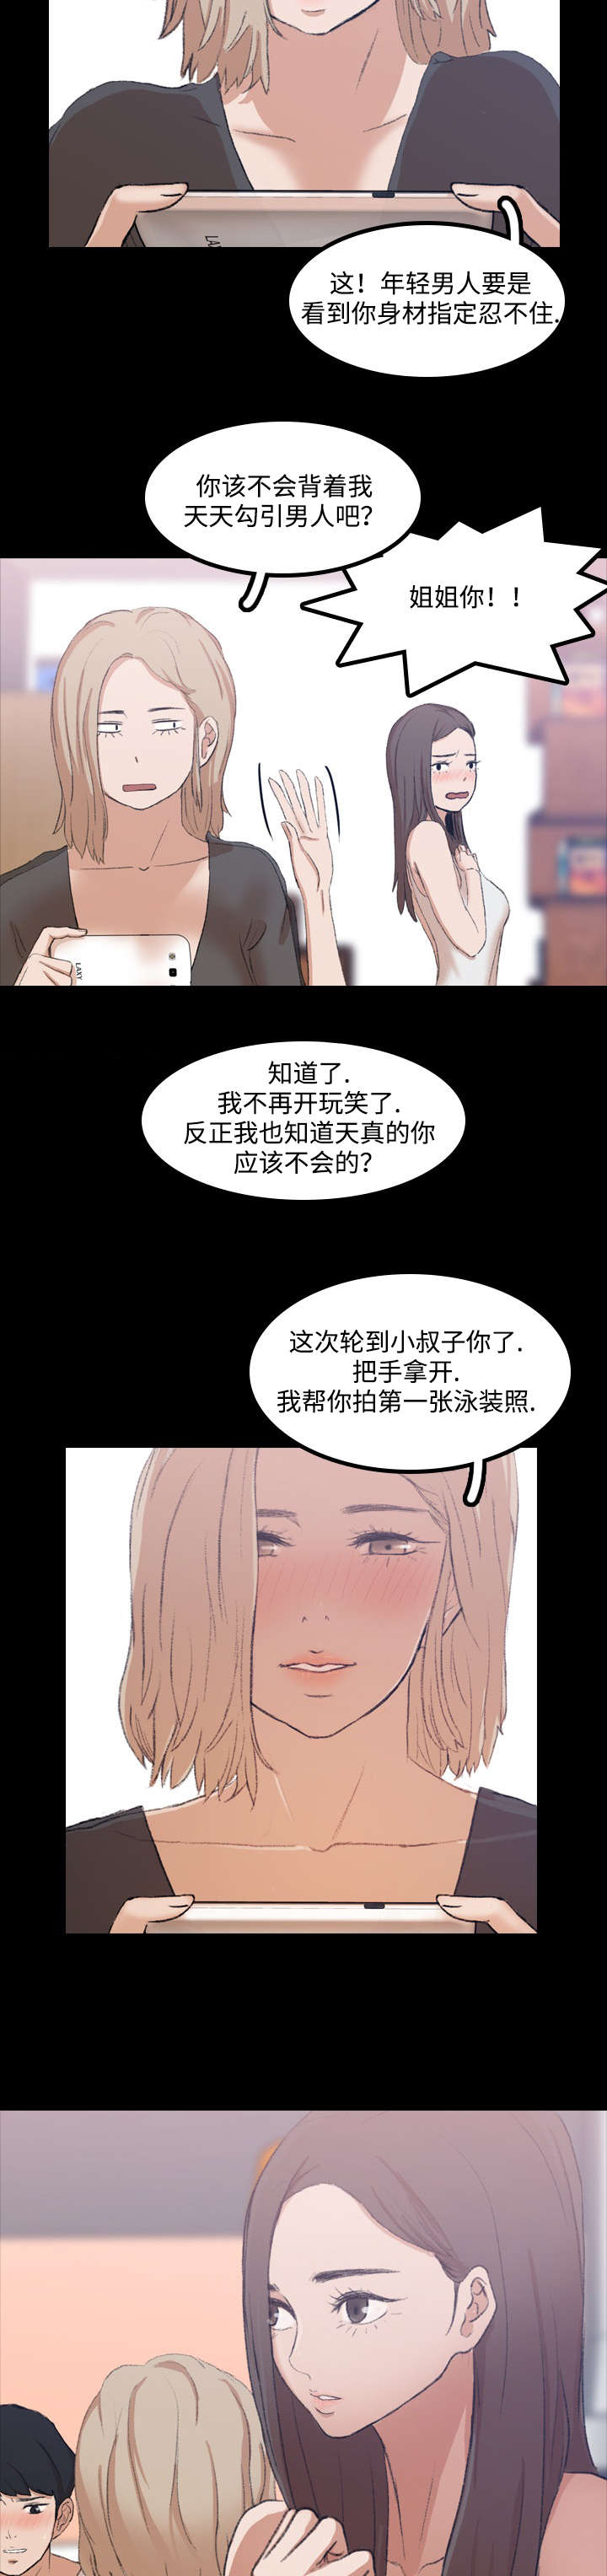 LAX
这！年轻男人要是
看到你身材指定忍不住.
你该不会背着我
天天勾引男人吧？
姐姐你！！
LAXY
知道了.
我不再开玩笑了.
反正我也知道天真的你
应该不会的？
这次轮到小叔子你了.
把手拿开.
我帮你拍第一张泳装照.